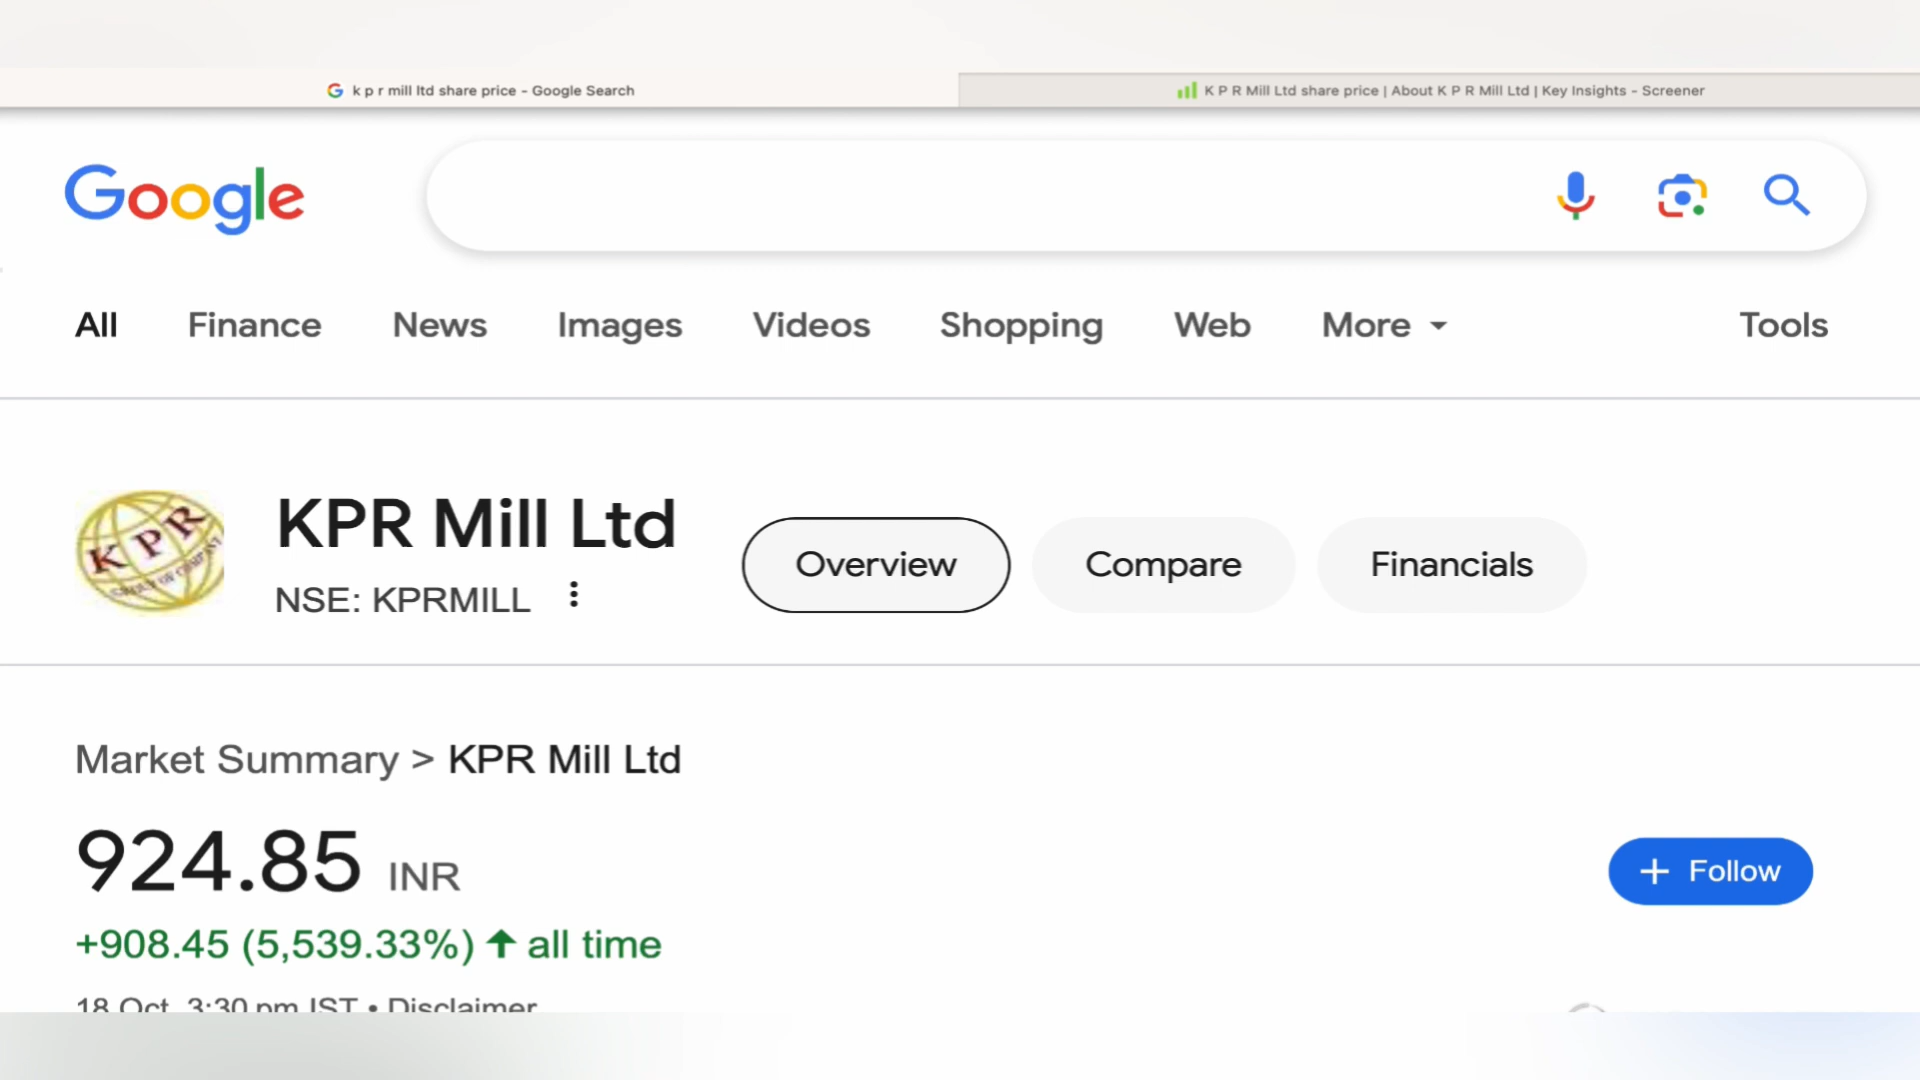 k p r mill ltd share price - Google Search
K P R Mill Ltd share price | About K P R Mill Ltd | Key Insights - Screener
Google
All Finance News Images Videos Shopping Web More Tools
KPR
KPR Mill Ltd
NSE: KPRMILL
Overview Compare Financials
Market Summary > KPR Mill Ltd
924.85 INR
+ Follow
+908.45 (5,539.33%) ↑ all time
18 Oct, 3:30 pm IST • Disclaimer